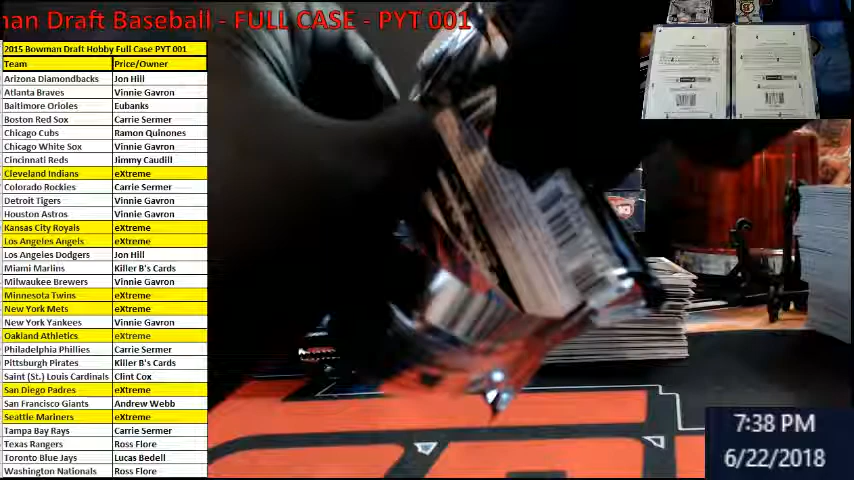 man Draft Baseball - FULL CASE - PYT 001
2015 Bowman Draft Hobby Full Case PYT 001
Team Price/Owner
Arizona Diamondbacks Jon Hill
Atlanta Braves Vinnie Gavron
Baltimore Orioles Eubanks
Boston Red Sox Carrie Sermer
Chicago Cubs Ramon Quinones
Chicago White Sox Vinnie Gavron
Cincinnati Reds Jimmy Caudill
Cleveland Indians eXtreme
Colorado Rockies Carrie Sermer
Detroit Tigers Vinnie Gavron
Houston Astros Vinnie Gavron
Kansas City Royals eXtreme
Los Angeles Angels eXtreme
Los Angeles Dodgers Jon Hill
Miami Marlins Killer B's Cards
Milwaukee Brewers Vinnie Gavron
Minnesota Twins eXtreme
New York Mets eXtreme
New York Yankees Vinnie Gavron
Oakland Athletics eXtreme
Philadelphia Phillies Carrie Sermer
Pittsburgh Pirates Killer B's Cards
Saint (St.) Louis Cardinals Clint Cox
San Diego Padres eXtreme
San Francisco Giants Andrew Webb
Seattle Mariners eXtreme
Tampa Bay Rays Carrie Sermer
Texas Rangers Ross Flore
Toronto Blue Jays Lucas Bedell
Washington Nationals Ross Flore
7:38 PM
6/22/2018